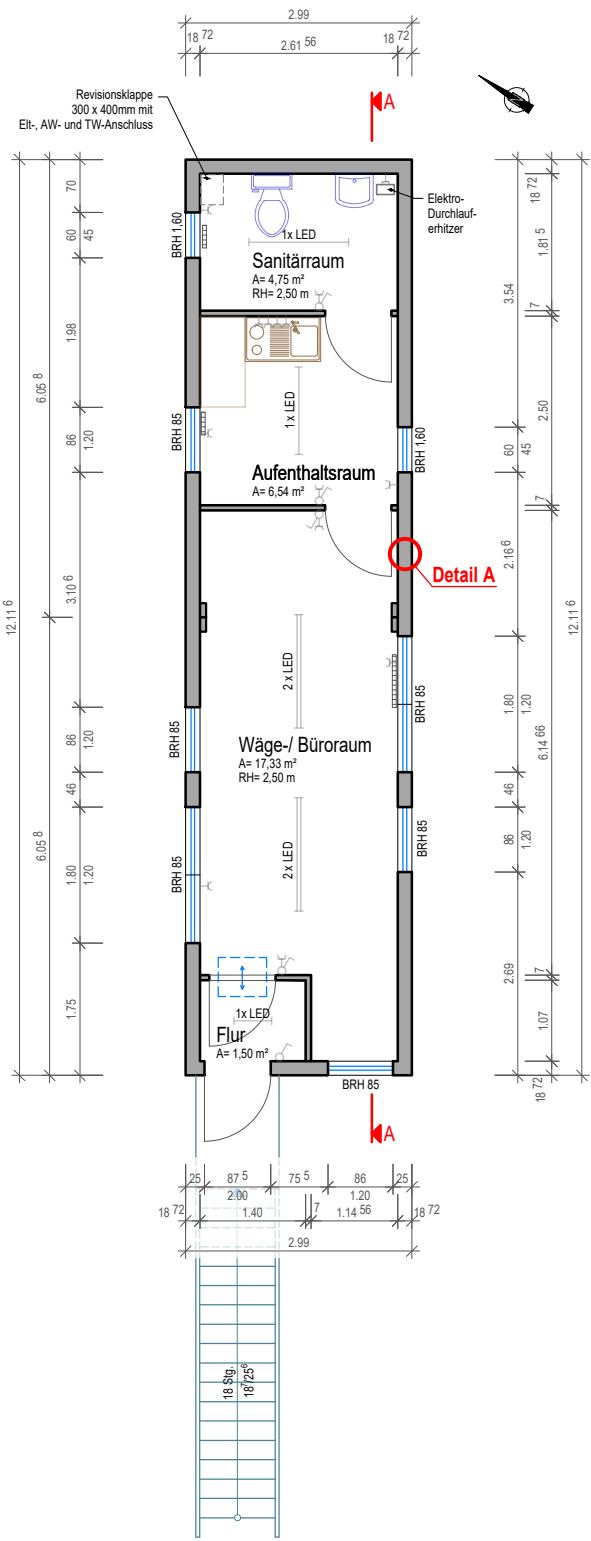 2.99
18 72
2.61 56
18 72
A
Revisionsklappe
300 x 400mm mit
Elt-, AW- und TW-Anschluss
Elektro-
Durchlauf-
erhitzer
1x LED
Sanitärraum
A= 4,75 m²
RH= 2,50 m
BRH 1,60
1 x LED
Aufenthaltsraum
A= 6,54 m²
BRH 85
BRH 1,60
Detail A
2 x LED
BRH 85
Wäge-/ Büroraum
A= 17,33 m²
RH= 2,50 m
BRH 85
2 x LED
BRH 85
BRH 85
1x LED
Flur
A= 1,50 m²
BRH 85
A
12.11 6
6.05 8
6.05 8
70
60
45
1.98
86
1.20
3.10 6
86
1.20
46
1.80
1.20
1.75
3.54
60
45
2.16 6
1.80
1.20
46
86
1.20
2.69
18 72
1.81 5
7
2.50
7
6.14 66
7
1.07
18 72
12.11 6
25
87 5
75 5
86
2.00
1.20
18 72
1.40
7
1.14 56
18 72
2.99
18 Stg.
18⁷/25⁶